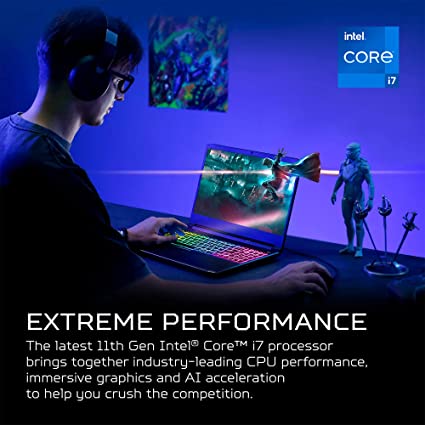 intel.
CORE™
i7
EXTREME PERFORMANCE
The latest 11th Gen Intel® Core™ i7 processor
brings together industry-leading CPU performance,
immersive graphics and AI acceleration
to help you crush the competition.